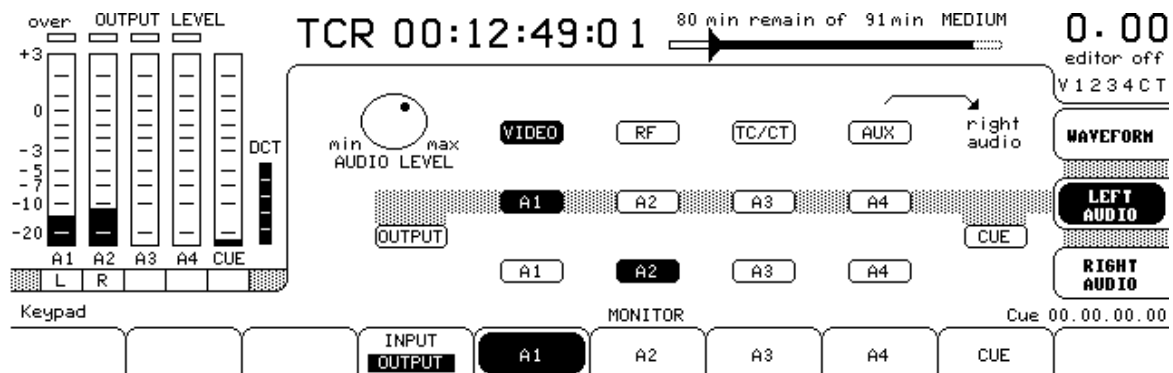 over OUTPUT LEVEL
TCR 00:12:49:01
80 min remain of 91min MEDIUM
0.00
editor off
V1234CT
+3
0
-3
-5
-7
-10
-20
DCT
A1 A2 A3 A4 CUE
L R
min max
AUDIO LEVEL
VIDEO RF TC/CT AUX
right
audio
A1 A2 A3 A4
OUTPUT CUE
A1 A2 A3 A4
WAVEFORM
LEFT
AUDIO
RIGHT
AUDIO
Keypad MONITOR Cue 00.00.00.00
INPUT
OUTPUT
A1 A2 A3 A4 CUE